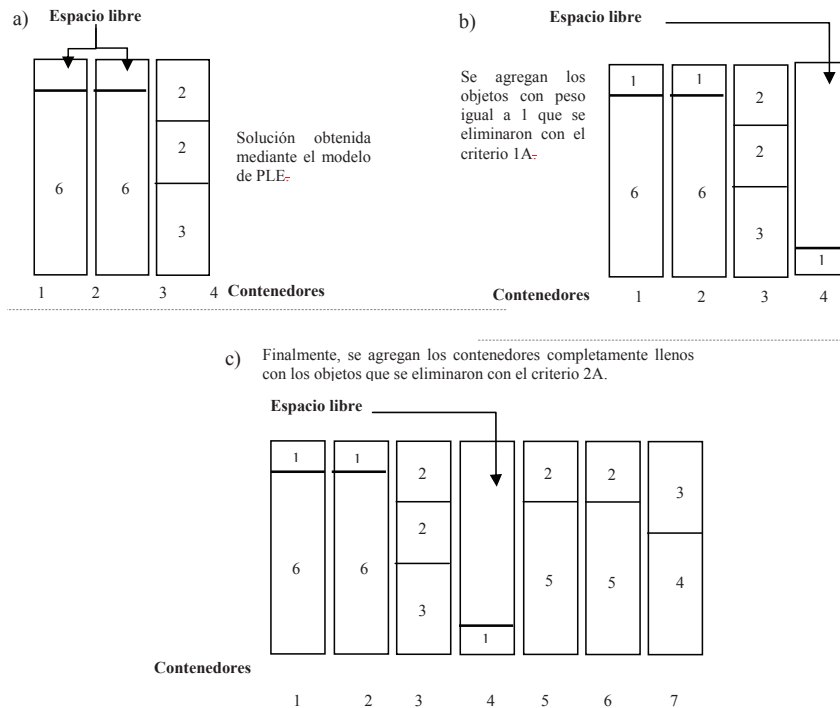 a)
Espacio libre
6
6
2
2
3
Solución obtenida
mediante el modelo
de PLE.
1 2 3 4 Contenedores
b)
Espacio libre
Se agregan los
objetos con peso
igual a 1 que se
eliminaron con el
criterio 1A.
1
1
6
6
2
2
3
1
Contenedores 1 2 3 4
c) Finalmente, se agregan los contenedores completamente llenos
con los objetos que se eliminaron con el criterio 2A.
Espacio libre
1
1
6
6
2
2
3
1
2
5
2
5
3
4
Contenedores
1 2 3 4 5 6 7